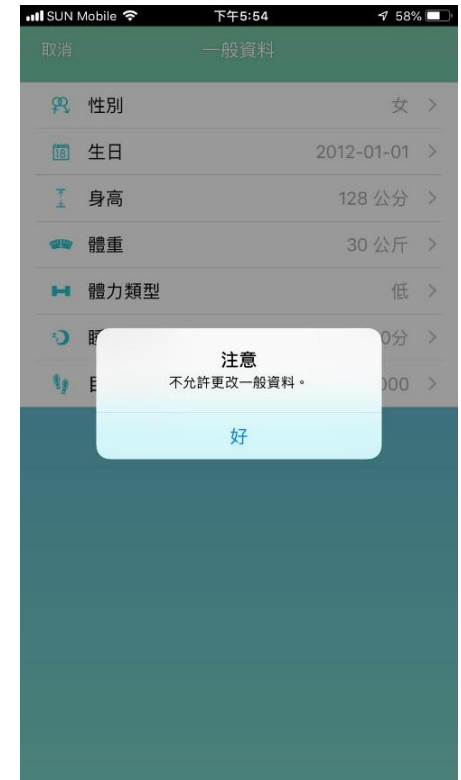 SUN Mobile 下午5:54 58%
取消 一般資料
性別 女
18 生日 2012-01-01
身高 128 公分
體重 30 公斤
體力類型 低
0分
注意
不允許更改一般資料。
000
好